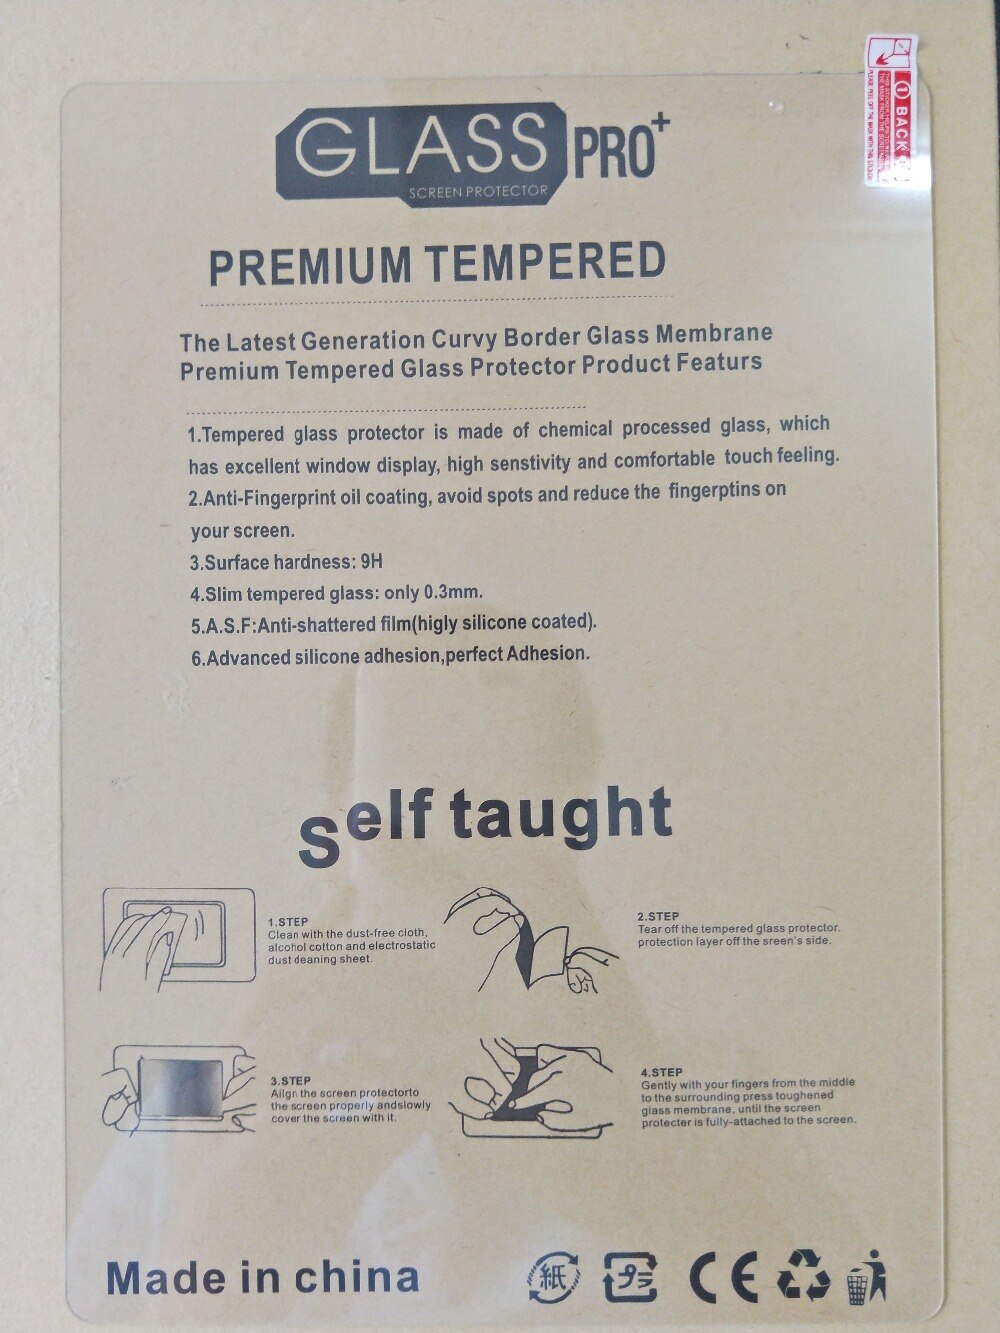 GLASS PRO+
SCREEN PROTECTOR
PREMIUM TEMPERED
The Latest Generation Curvy Border Glass Membrane
Premium Tempered Glass Protector Product Featurs
1.Tempered glass protector is made of chemical processed glass, which
has excellent window display, high senstivity and comfortable touch feeling.
2.Anti-Fingerprint oil coating, avoid spots and reduce the fingerptins on
your screen.
3.Surface hardness: 9H
4.Slim tempered glass: only 0.3mm.
5.A.S.F:Anti-shattered film(higly silicone coated).
6.Advanced silicone adhesion,perfect Adhesion.
self taught
1.STEP
Clean with the dust-free cloth,
alcohol cotton and electrostatic
dust deaning sheet.
2.STEP
Tear off the tempered glass protector.
protection layer off the sreen's side.
3.STEP
Ailgn the screen protectorto
the screen properly andslowly
cover the screen with it.
4.STEP
Gently with your fingers from the middle
to the surrounding press toughened
glass membrane, until the screen
protecter is fully-attached to the screen.
Made in china
紙
プラ
CE
1 BACK